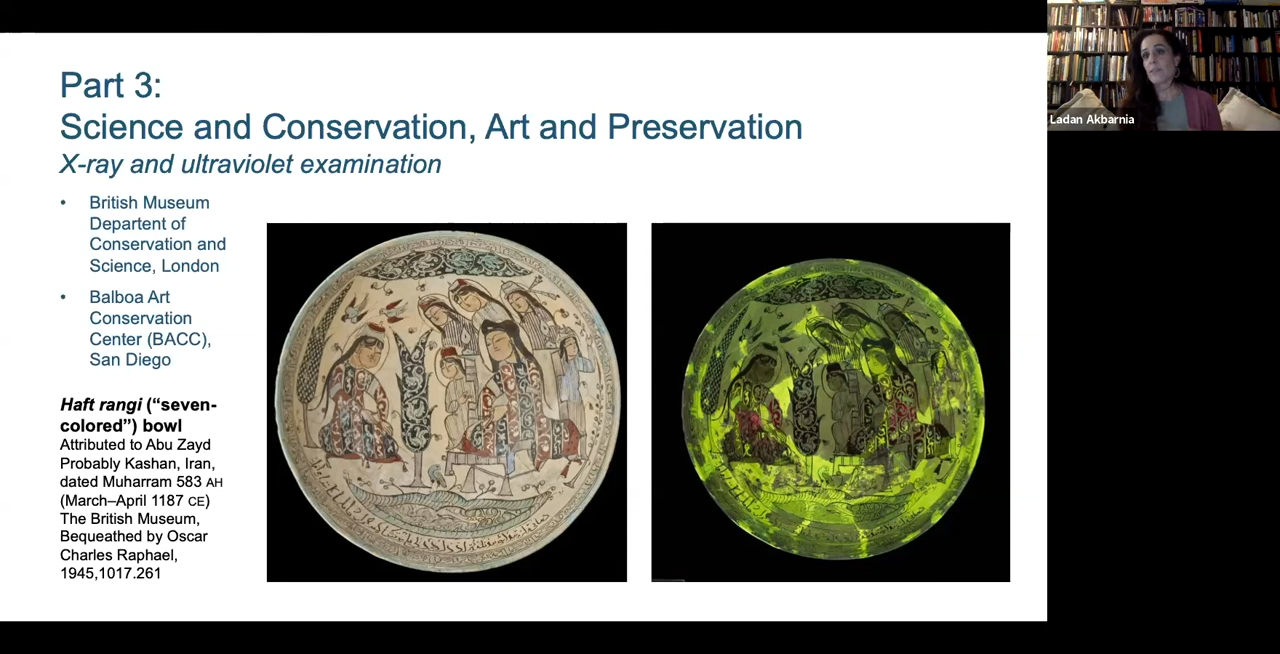 Part 3:
Science and Conservation, Art and Preservation
X-ray and ultraviolet examination
• British Museum
Departent of
Conservation and
Science, London
• Balboa Art
Conservation
Center (BACC),
San Diego
Haft rangi (“seven-
colored”) bowl
Attributed to Abu Zayd
Probably Kashan, Iran,
dated Muharram 583 AH
(March–April 1187 CE)
The British Museum,
Bequeathed by Oscar
Charles Raphael,
1945,1017.261
Ladan Akbarnia